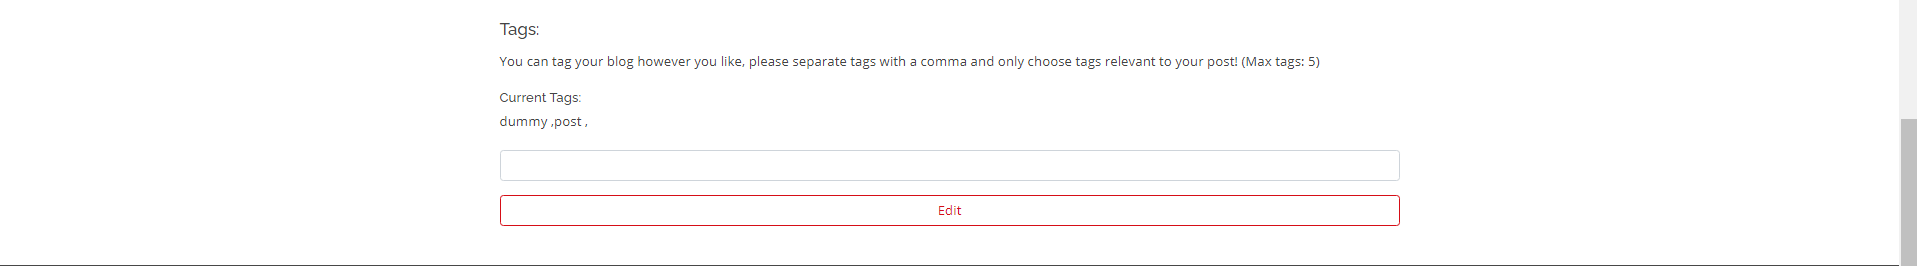 Tags:
You can tag your blog however you like, please separate tags with a comma and only choose tags relevant to your post! (Max tags: 5)
Current Tags:
dummy ,post ,
Edit